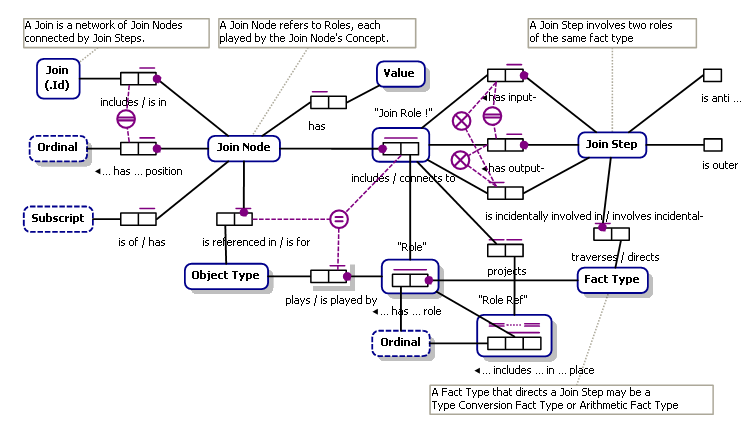 A Join is a network of Join Nodes
connected by Join Steps.
A Join Node refers to Roles, each
played by the Join Node's Concept.
A Join Step involves two roles
of the same fact type
Join
(.Id)
includes / is in
Value
has
"Join Role !"
◄has input-
is anti ...
Ordinal
◄... has ... position
Join Node
includes / connects to
◄has output-
Join Step
is outer
Subscript
is of / has
is referenced in / is for
is incidentally involved in / involves incidental-
traverses / directs
Object Type
plays / is played by
"Role"
◄... has ... role
projects
Fact Type
"Role Ref"
Ordinal
◄... includes ... in ... place
A Fact Type that directs a Join Step may be a
Type Conversion Fact Type or Arithmetic Fact Type